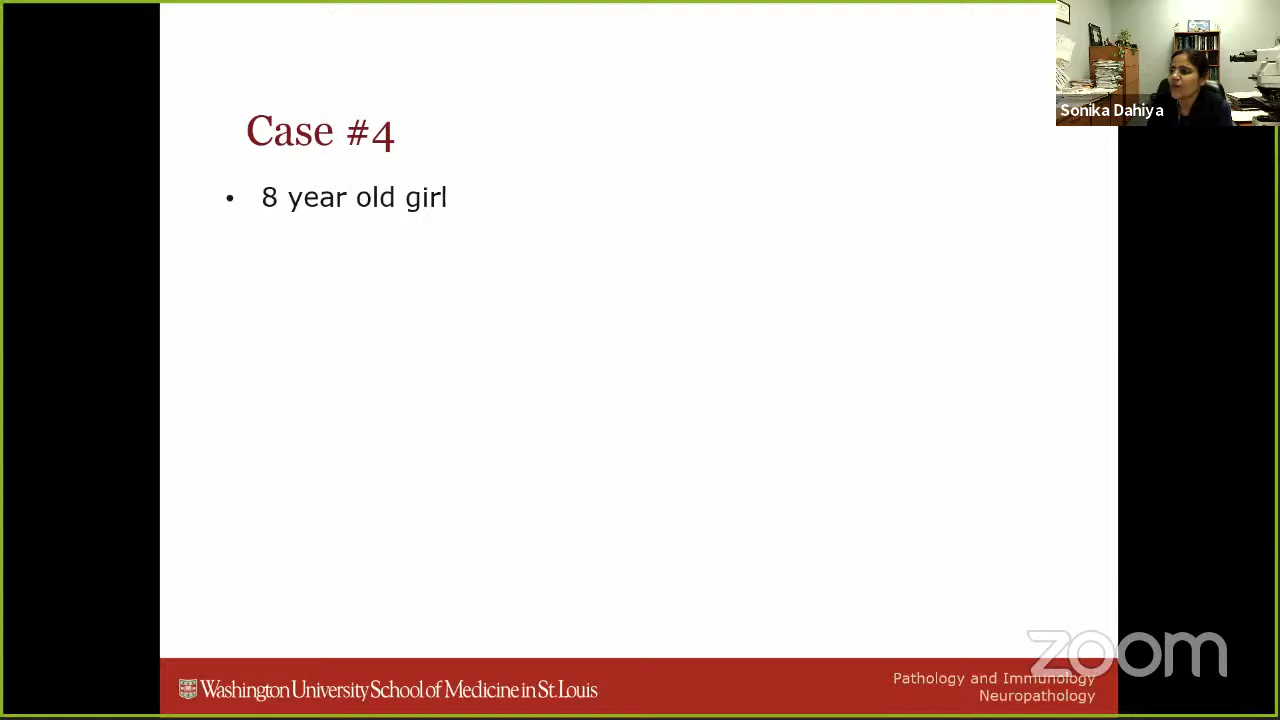 Sonika Dahiya
Case #4
• 8 year old girl
zoom
Washington University School of Medicine in St. Louis
Pathology and Immunology
Neuropathology